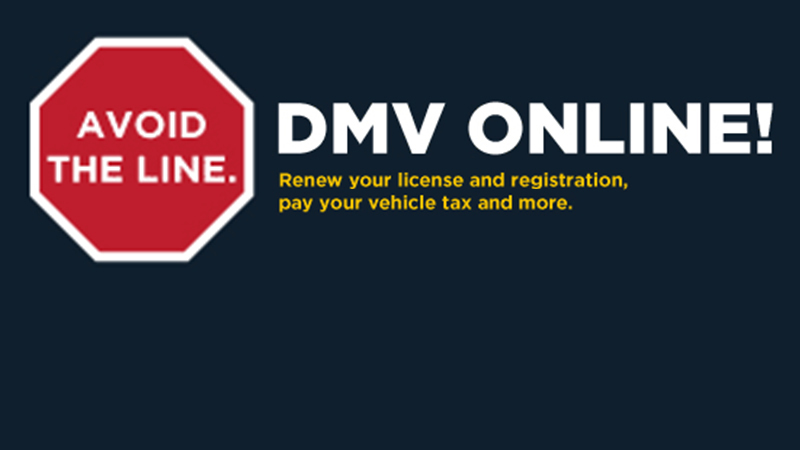 AVOID
THE LINE.
DMV ONLINE!
Renew your license and registration,
pay your vehicle tax and more.